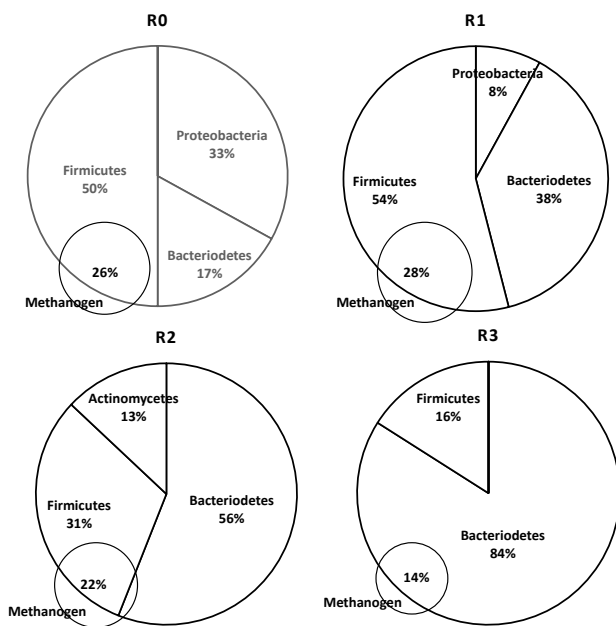 R0
Proteobacteria
33%
Firmicutes
50%
Bacteriodetes
17%
26%
Methanogen
R1
Proteobacteria
8%
Bacteriodetes
38%
Firmicutes
54%
28%
Methanogen
R2
Actinomycetes
13%
Bacteriodetes
56%
Firmicutes
31%
22%
Methanogen
R3
Firmicutes
16%
Bacteriodetes
84%
14%
Methanogen